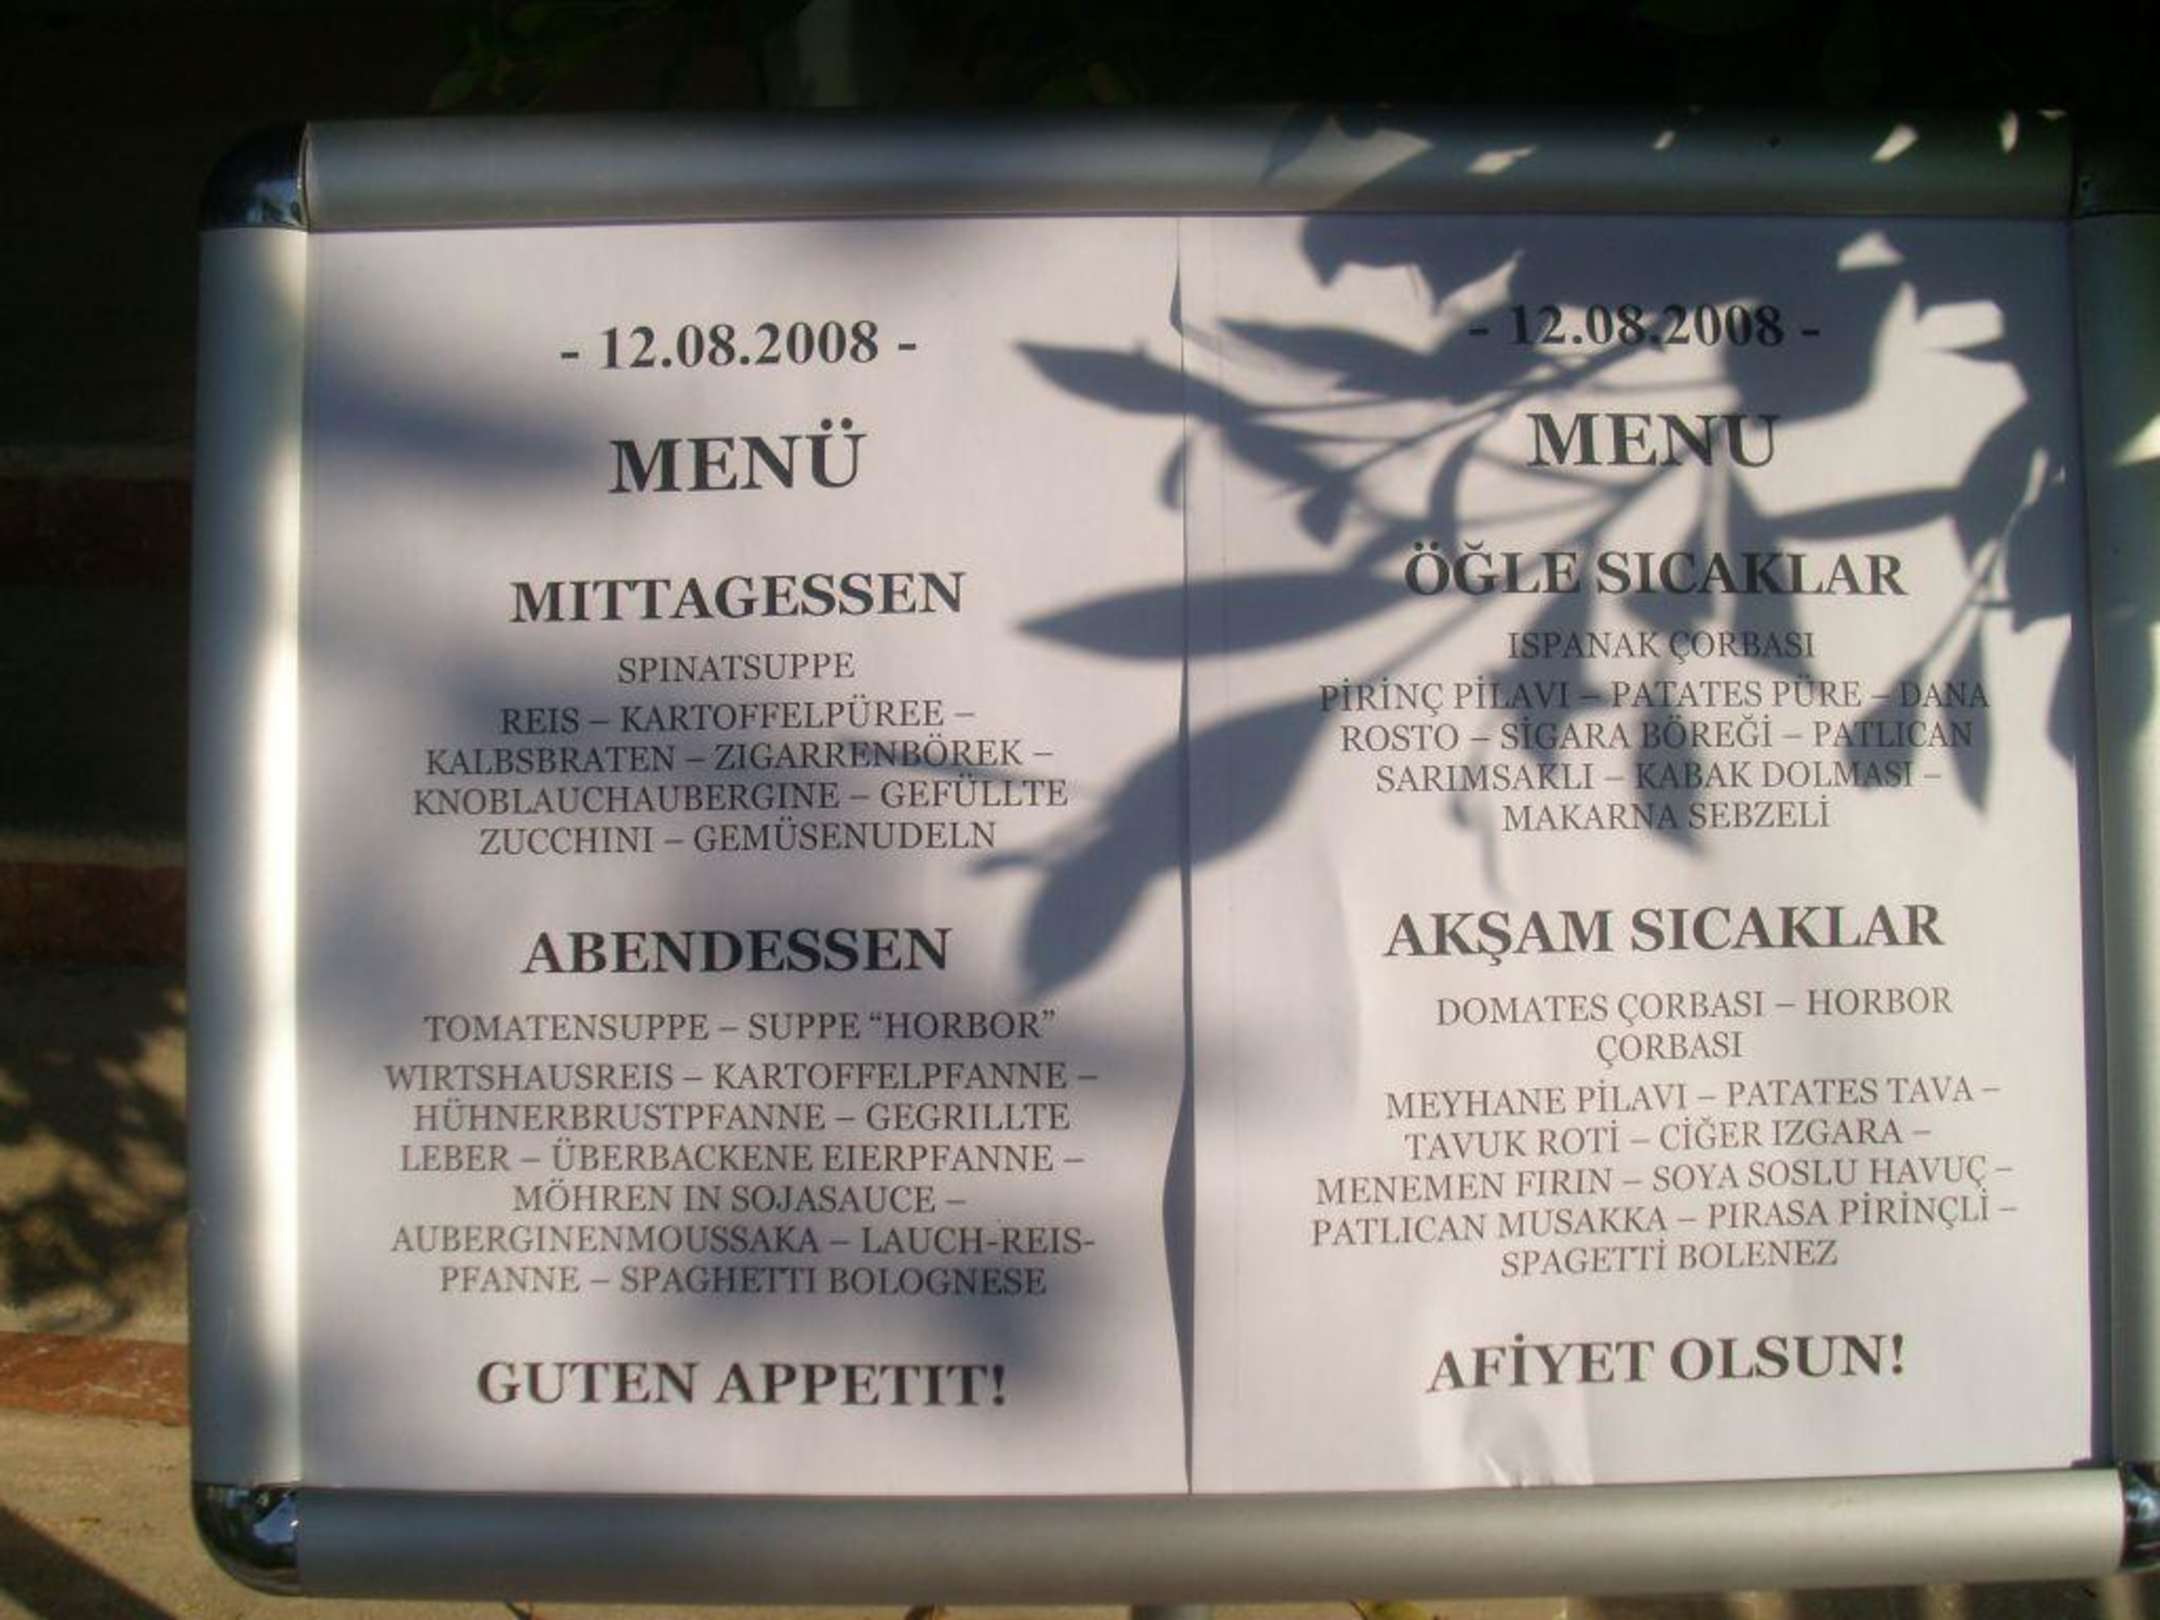 - 12.08.2008 -
MENÜ
MITTAGESSEN
SPINATSUPPE
REIS – KARTOFFELPÜREE –
KALBSBRATEN – ZIGARRENBÖREK –
KNOBLAUCHAUBERGINE – GEFÜLLTE
ZUCCHINI – GEMÜSENUDELN
ABENDESSEN
TOMATENSUPPE – SUPPE “HORBOR”
WIRTSHAUSREIS – KARTOFFELPFANNE –
HÜHNERBRUSTPFANNE – GEGRILLTE
LEBER – ÜBERBACKENE EIERPFANNE –
MÖHREN IN SOJASAUCE –
AUBERGINENMOUSSAKA – LAUCH-REIS-
PFANNE – SPAGHETTI BOLOGNESE
GUTEN APPETIT!
- 12.08.2008 -
MENU
ÖĞLE SICAKLAR
ISPANAK ÇORBASI
PİRİNÇ PİLAVI – PATATES PÜRE – DANA
ROSTO – SİGARA BÖREĞİ – PATLICAN
SARIMSAKLI – KABAK DOLMASI –
MAKARNA SEBZELİ
AKŞAM SICAKLAR
DOMATES ÇORBASI – HORBOR
ÇORBASI
MEYHANE PİLAVI – PATATES TAVA –
TAVUK ROTİ – CİĞER IZGARA –
MENEMEN FIRIN – SOYA SOSLU HAVUÇ –
PATLICAN MUSAKKA – PIRASA PİRİNÇLİ –
SPAGETTİ BOLENEZ
AFİYET OLSUN!